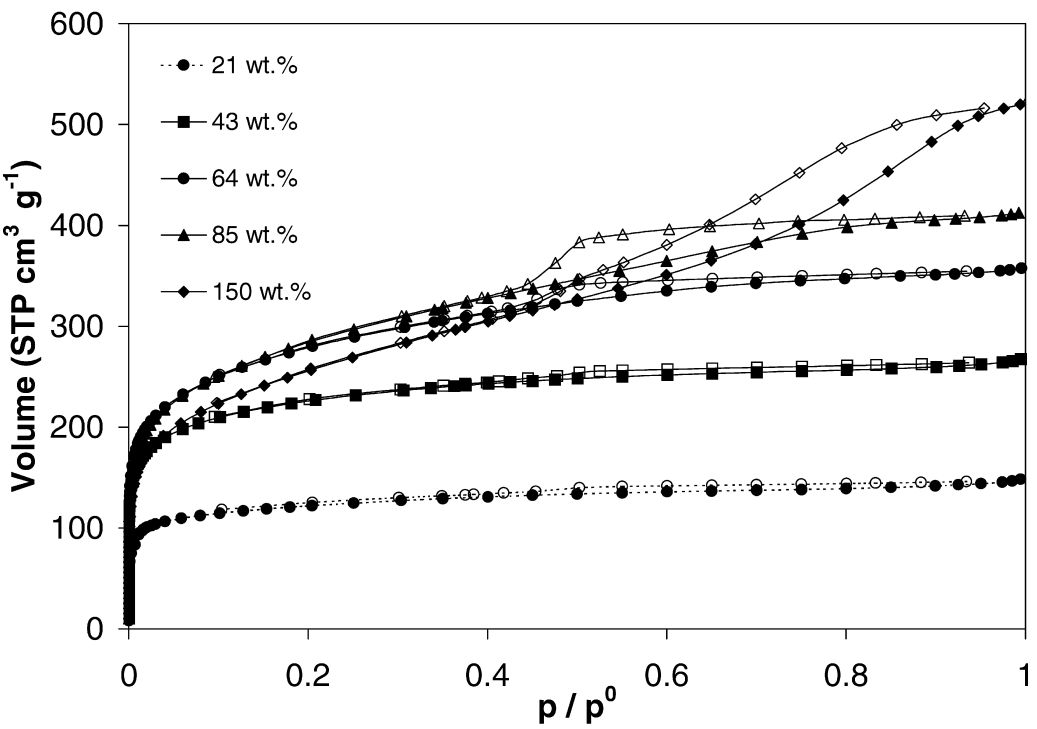 600
500
400
300
200
100
0
Volume (STP cm³ g⁻¹)
21 wt.%
43 wt.%
64 wt.%
85 wt.%
150 wt.%
0 0.2 0.4 0.6 0.8 1
p / p⁰